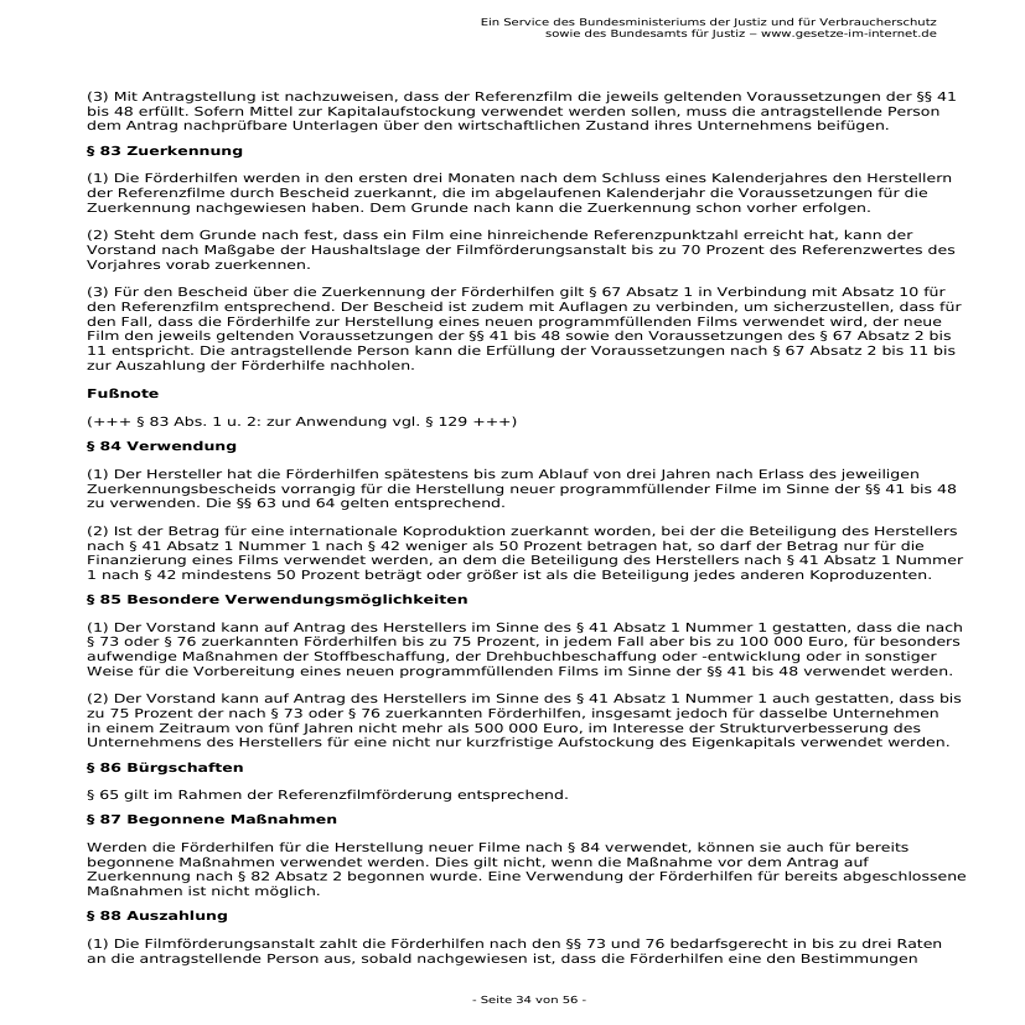 Ein Service des Bundesministeriums der Justiz und für Verbraucherschutz
sowie des Bundesamts für Justiz – www.gesetze-im-internet.de
(3) Mit Antragstellung ist nachzuweisen, dass der Referenzfilm die jeweils geltenden Voraussetzungen der §§ 41
bis 48 erfüllt. Sofern Mittel zur Kapitalaufstockung verwendet werden sollen, muss die antragstellende Person
dem Antrag nachprüfbare Unterlagen über den wirtschaftlichen Zustand ihres Unternehmens beifügen.
§ 83 Zuerkennung
(1) Die Förderhilfen werden in den ersten drei Monaten nach dem Schluss eines Kalenderjahres den Herstellern
der Referenzfilme durch Bescheid zuerkannt, die im abgelaufenen Kalenderjahr die Voraussetzungen für die
Zuerkennung nachgewiesen haben. Dem Grunde nach kann die Zuerkennung schon vorher erfolgen.
(2) Steht dem Grunde nach fest, dass ein Film eine hinreichende Referenzpunktzahl erreicht hat, kann der
Vorstand nach Maßgabe der Haushaltslage der Filmförderungsanstalt bis zu 70 Prozent des Referenzwertes des
Vorjahres vorab zuerkennen.
(3) Für den Bescheid über die Zuerkennung der Förderhilfen gilt § 67 Absatz 1 in Verbindung mit Absatz 10 für
den Referenzfilm entsprechend. Der Bescheid ist zudem mit Auflagen zu verbinden, um sicherzustellen, dass für
den Fall, dass die Förderhilfe zur Herstellung eines neuen programmfüllenden Films verwendet wird, der neue
Film den jeweils geltenden Voraussetzungen der §§ 41 bis 48 sowie den Voraussetzungen des § 67 Absatz 2 bis
11 entspricht. Die antragstellende Person kann die Erfüllung der Voraussetzungen nach § 67 Absatz 2 bis 11 bis
zur Auszahlung der Förderhilfe nachholen.
Fußnote
(+++ § 83 Abs. 1 u. 2: zur Anwendung vgl. § 129 +++)
§ 84 Verwendung
(1) Der Hersteller hat die Förderhilfen spätestens bis zum Ablauf von drei Jahren nach Erlass des jeweiligen
Zuerkennungsbescheids vorrangig für die Herstellung neuer programmfüllender Filme im Sinne der §§ 41 bis 48
zu verwenden. Die §§ 63 und 64 gelten entsprechend.
(2) Ist der Betrag für eine internationale Koproduktion zuerkannt worden, bei der die Beteiligung des Herstellers
nach § 41 Absatz 1 Nummer 1 nach § 42 weniger als 50 Prozent betragen hat, so darf der Betrag nur für die
Finanzierung eines Films verwendet werden, an dem die Beteiligung des Herstellers nach § 41 Absatz 1 Nummer
1 nach § 42 mindestens 50 Prozent beträgt oder größer ist als die Beteiligung jedes anderen Koproduzenten.
§ 85 Besondere Verwendungsmöglichkeiten
(1) Der Vorstand kann auf Antrag des Herstellers im Sinne des § 41 Absatz 1 Nummer 1 gestatten, dass die nach
§ 73 oder § 76 zuerkannten Förderhilfen bis zu 75 Prozent, in jedem Fall aber bis zu 100 000 Euro, für besonders
aufwendige Maßnahmen der Stoffbeschaffung, der Drehbuchbeschaffung oder -entwicklung oder in sonstiger
Weise für die Vorbereitung eines neuen programmfüllenden Films im Sinne der §§ 41 bis 48 verwendet werden.
(2) Der Vorstand kann auf Antrag des Herstellers im Sinne des § 41 Absatz 1 Nummer 1 auch gestatten, dass bis
zu 75 Prozent der nach § 73 oder § 76 zuerkannten Förderhilfen, insgesamt jedoch für dasselbe Unternehmen
in einem Zeitraum von fünf Jahren nicht mehr als 500 000 Euro, im Interesse der Strukturverbesserung des
Unternehmens des Herstellers für eine nicht nur kurzfristige Aufstockung des Eigenkapitals verwendet werden.
§ 86 Bürgschaften
§ 65 gilt im Rahmen der Referenzfilmförderung entsprechend.
§ 87 Begonnene Maßnahmen
Werden die Förderhilfen für die Herstellung neuer Filme nach § 84 verwendet, können sie auch für bereits
begonnene Maßnahmen verwendet werden. Dies gilt nicht, wenn die Maßnahme vor dem Antrag auf
Zuerkennung nach § 82 Absatz 2 begonnen wurde. Eine Verwendung der Förderhilfen für bereits abgeschlossene
Maßnahmen ist nicht möglich.
§ 88 Auszahlung
(1) Die Filmförderungsanstalt zahlt die Förderhilfen nach den §§ 73 und 76 bedarfsgerecht in bis zu drei Raten
an die antragstellende Person aus, sobald nachgewiesen ist, dass die Förderhilfen eine den Bestimmungen
- Seite 34 von 56 -